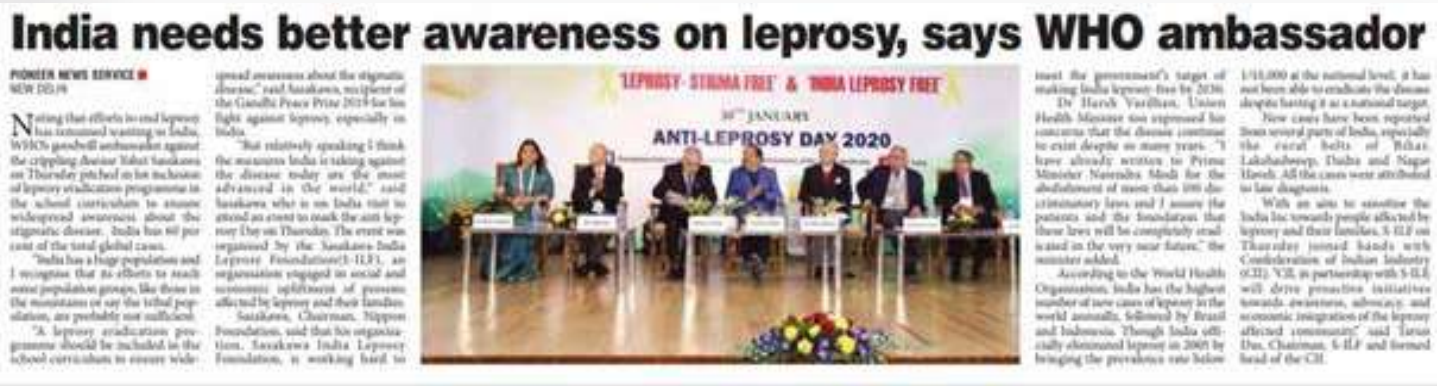 India needs better awareness on leprosy, says WHO ambassador
PIONEER NEWS SERVICE
NEW DELHI
Noting that efforts to end leprosy
has remained wanting in India,
WHO's goodwill ambassador against
the crippling disease Yohei Sasakawa
on Thursday pitched in for inclusion
of leprosy eradication programme in
the school curriculum to ensure
widespread awareness about the
stigmatic disease. India has 60 per
cent of the total global cases.
"India has a huge population and
I recognise that its efforts to reach
some population groups, like those in
the mountains or say the tribal pop-
ulation, are probably not sufficient.
"A leprosy eradication pro-
gramme should be included in the
school curriculum to ensure wide-
spread awareness about the stigmatic
disease," said Sasakawa, recipient of
the Gandhi Peace Prize 2019 for his
fight against leprosy, especially in
India.
"But relatively speaking I think
the measures India is taking against
the disease today are the most
advanced in the world," said
Sasakawa who is on India visit to
attend an event to mark the anti-lep-
rosy Day on Thursday. The event was
organised by the Sasakawa-India
Leprosy Foundation(S-ILF), an
organisation engaged in social and
economic upliftment of persons
affected by leprosy and their families.
Sasakawa, Chairman, Nippon
Foundation, said that his organisa-
tion, Sasakawa India Leprosy
Foundation, is working hard to
'LEPROSY- STIGMA FREE' & 'INDIA LEPROSY FREE'
30TH JANUARY
ANTI-LEPROSY DAY 2020
meet the government's target of
making India leprosy-free by 2030.
Dr Harsh Vardhan, Union
Health Minister too expressed his
concerns that the disease continue
to exist despite so many years. "I
have already written to Prime
Minister Narendra Modi for the
abolishment of more than 100 dis-
criminatory laws and I assure the
patients and the foundation that
these laws will be completely erad-
icated in the very near future," the
minister added.
According to the World Health
Organisation, India has the highest
number of new cases of leprosy in the
world annually, followed by Brazil
and Indonesia. Though India offi-
cially eliminated leprosy in 2005 by
bringing the prevalence rate below
1/10,000 at the national level, it has
not been able to eradicate the disease
despite having it as a national target.
New cases have been reported
from several parts of India, especially
the rural belts of Bihar,
Lakshadweep, Dadra and Nagar
Haveli. All the cases were attributed
to late diagnosis.
With an aim to sensitise the
India Inc towards people affected by
leprosy and their families, S-ILF on
Thursday joined hands with
Confederation of Indian Industry
(CII). "CII, in partnership with S-ILF,
will drive proactive initiatives
towards awareness, advocacy, and
economic integration of the leprosy
affected community," said Tarun
Das, Chairman, S-ILF and formed
head of the CII.